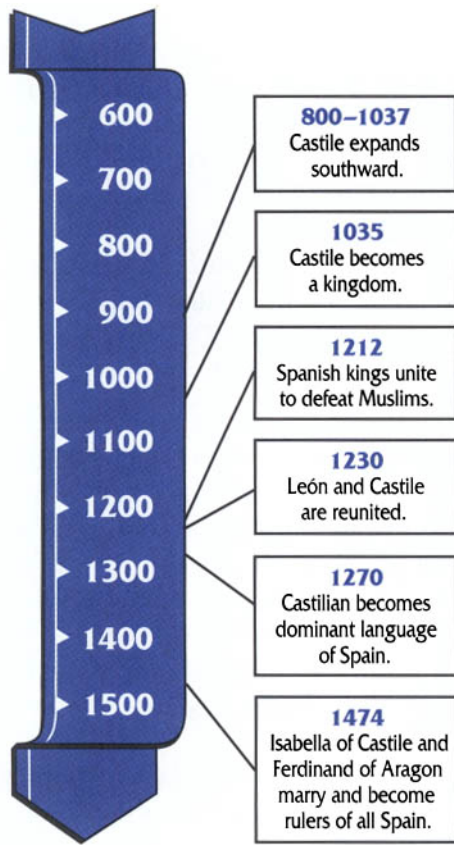 600
700
800
900
1000
1100
1200
1300
1400
1500
800–1037
Castile expands
southward.
1035
Castile becomes
a kingdom.
1212
Spanish kings unite
to defeat Muslims.
1230
León and Castile
are reunited.
1270
Castilian becomes
dominant language
of Spain.
1474
Isabella of Castile and
Ferdinand of Aragon
marry and become
rulers of all Spain.